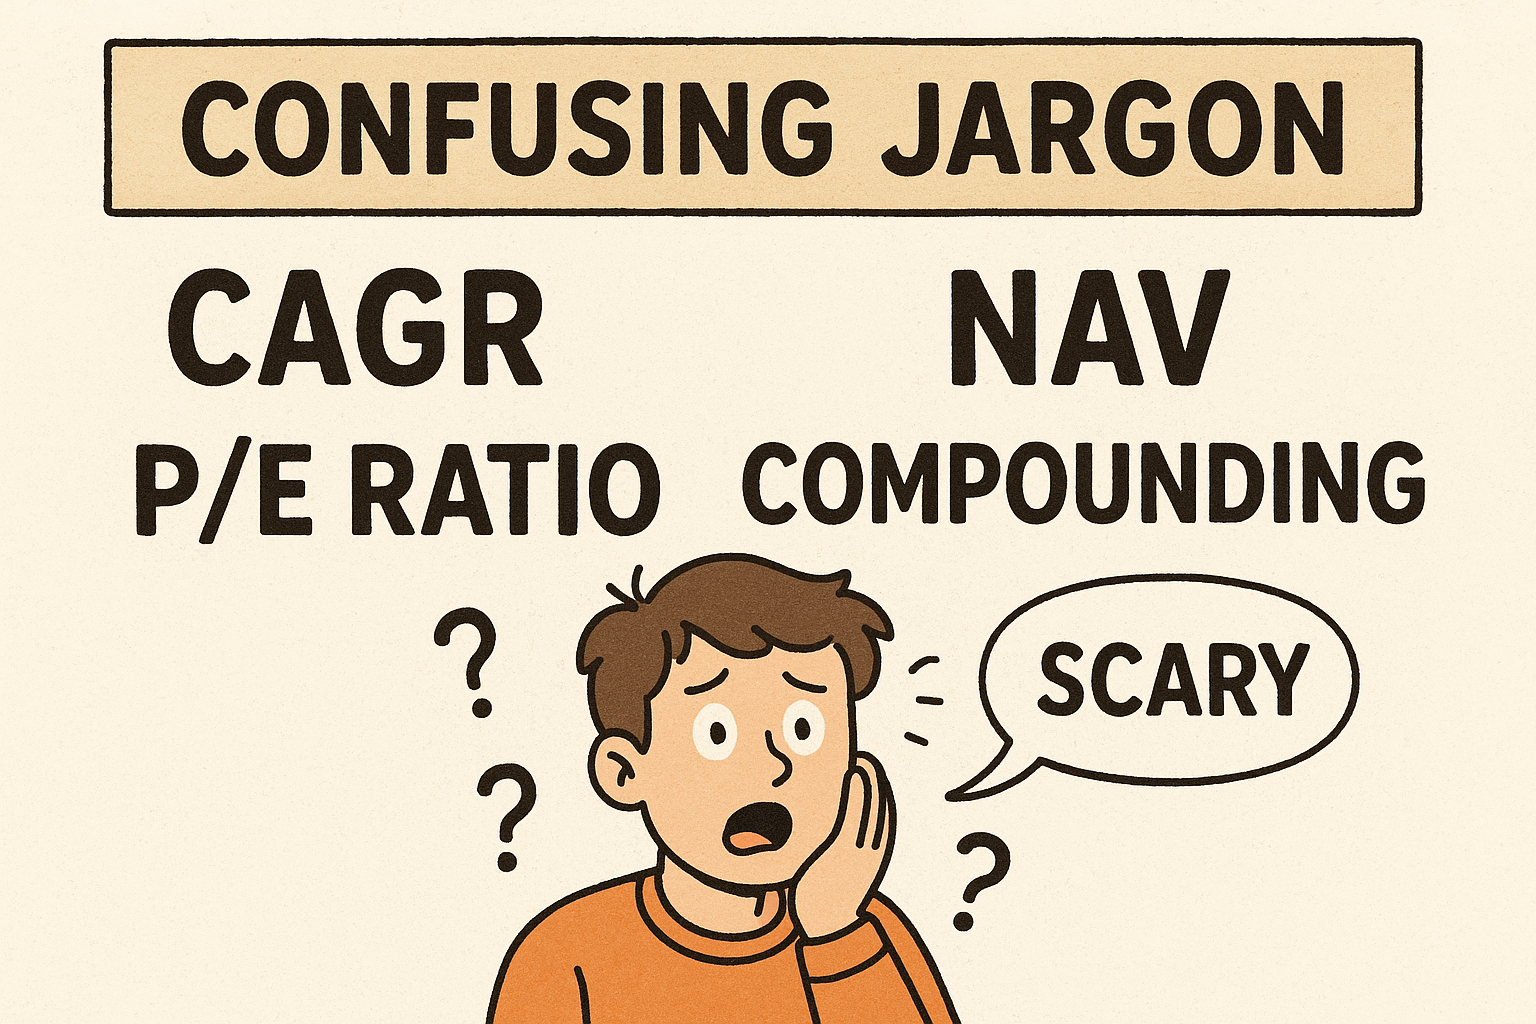 CONFUSING JARGON
CAGR
NAV
P/E RATIO
COMPOUNDING
?
?
SCARY
?